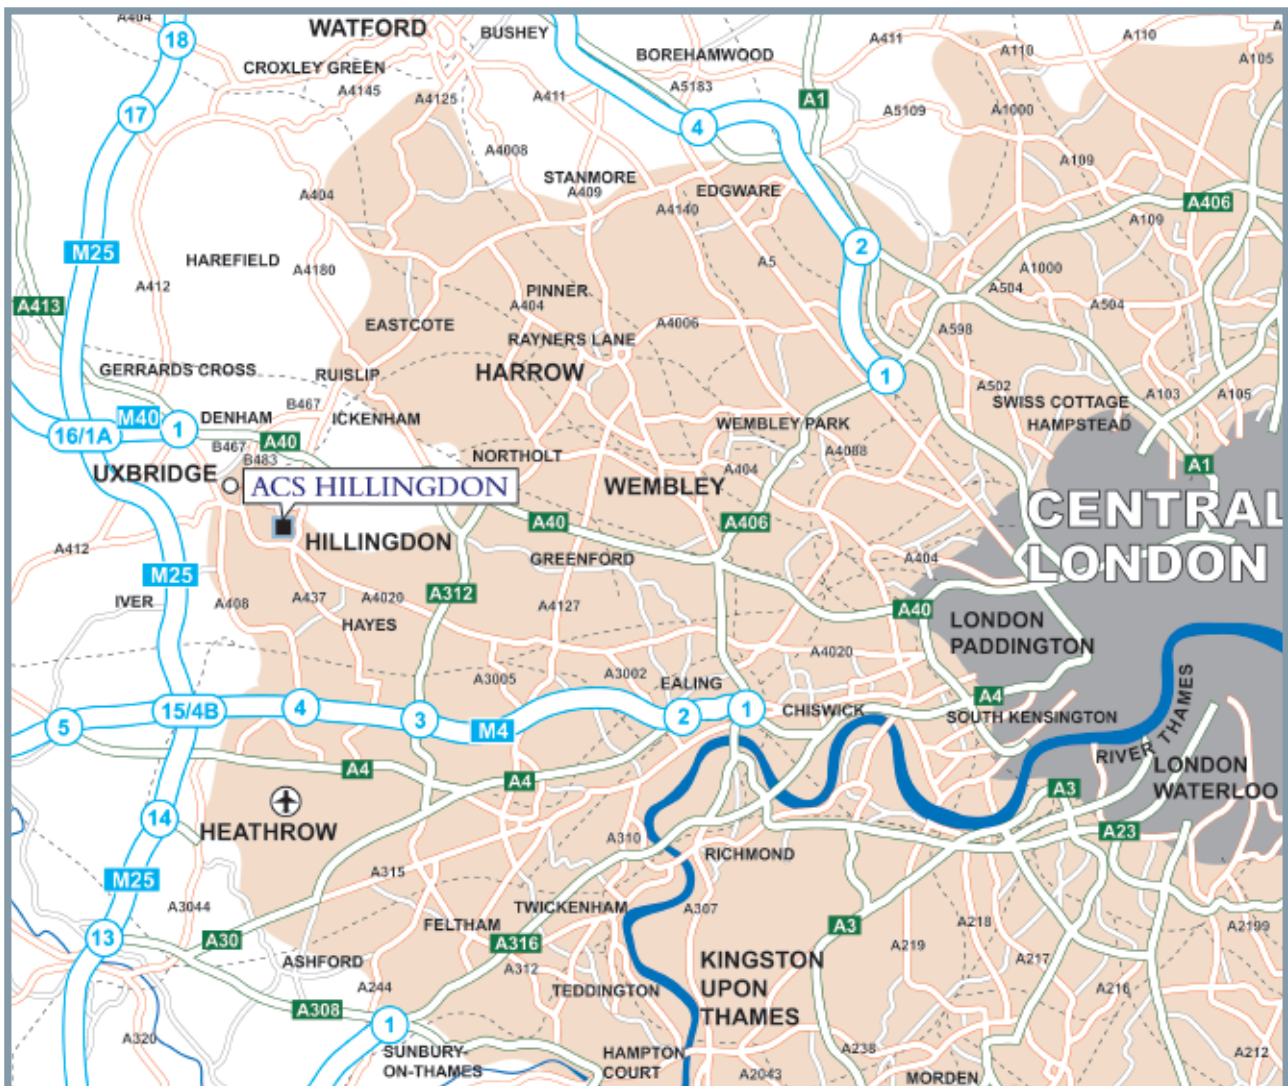 A404
WATFORD
BUSHEY
A411
A110
A110
18
BOREHAMWOOD
A105
CROXLEY GREEN
A4145
A4125
A411
A5183
A1
A5109
A1000
17
4
A4008
A109
STANMORE
A409
EDGWARE
A404
A4140
A406
A109
M25
2
HAREFIELD
A4180
A5
A1000
A412
A504
PINNER
A404
A504
A413
EASTCOTE
A4006
A598
RAYNERS LANE
GERRARDS CROSS
RUISLIP
HARROW
1
A502
A103
A105
B467
SWISS COTTAGE
M40
DENHAM
ICKENHAM
WEMBLEY PARK
HAMPSTEAD
16/1A
1
A40
B467
B483
NORTHOLT
A4088
A404
A1
UXBRIDGE
ACS HILLINGDON
WEMBLEY
CENTRAL
LONDON
A40
A406
HILLINGDON
A412
GREENFORD
A404
M25
A312
IVER
A408
A437
A4020
A4127
A40
HAYES
LONDON
PADDINGTON
A4020
A3005
A3002
EALING
A4
RIVER THAMES
5
15/4B
4
3
M4
2
1
CHISWICK
SOUTH KENSINGTON
A4
A4
LONDON
WATERLOO
A3
14
HEATHROW
A310
A23
RICHMOND
M25
A315
A3044
TWICKENHAM
A307
FELTHAM
A3
A218
A2199
13
A30
A316
A219
ASHFORD
A312
KINGSTON
UPON
THAMES
A217
A244
TEDDINGTON
A216
A308
1
A320
SUNBURY-
ON-THAMES
HAMPTON
COURT
A238
A212
A2043
MORDEN